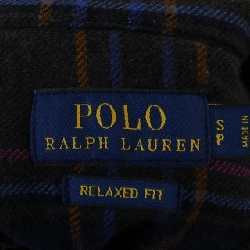 POLO
RALPH LAUREN
S
P
MADE IN
RELAXED FIT